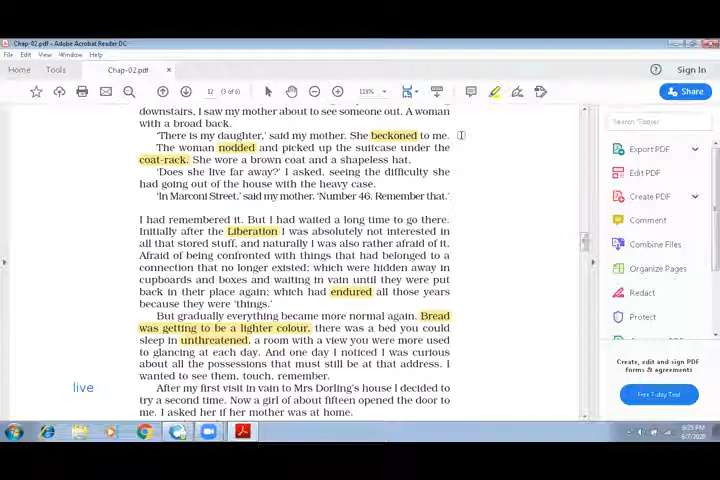 Chap-02.pdf - Adobe Acrobat Reader DC
File Edit View Window Help
Home Tools Chap-02.pdf × Sign In
12 (3 of 6) 113% Share
downstairs, I saw my mother about to see someone out. A woman
with a broad back.
'There is my daughter,' said my mother. She beckoned to me.
The woman nodded and picked up the suitcase under the
coat-rack. She wore a brown coat and a shapeless hat.
'Does she live far away?' I asked, seeing the difficulty she
had going out of the house with the heavy case.
'In Marconi Street,' said my mother. 'Number 46. Remember that.'
I had remembered it. But I had waited a long time to go there.
Initially after the Liberation I was absolutely not interested in
all that stored stuff, and naturally I was also rather afraid of it.
Afraid of being confronted with things that had belonged to a
connection that no longer existed; which were hidden away in
cupboards and boxes and waiting in vain until they were put
back in their place again; which had endured all those years
because they were 'things.'
But gradually everything became more normal again. Bread
was getting to be a lighter colour, there was a bed you could
sleep in unthreatened, a room with a view you were more used
to glancing at each day. And one day I noticed I was curious
about all the possessions that must still be at that address. I
wanted to see them, touch, remember.
After my first visit in vain to Mrs Dorling's house I decided to
try a second time. Now a girl of about fifteen opened the door to
me. I asked her if her mother was at home.
live
Export PDF
Edit PDF
Create PDF
Comment
Combine Files
Organize Pages
Redact
Protect
Create, edit and sign PDF
forms & agreements
Free 7-day Trial